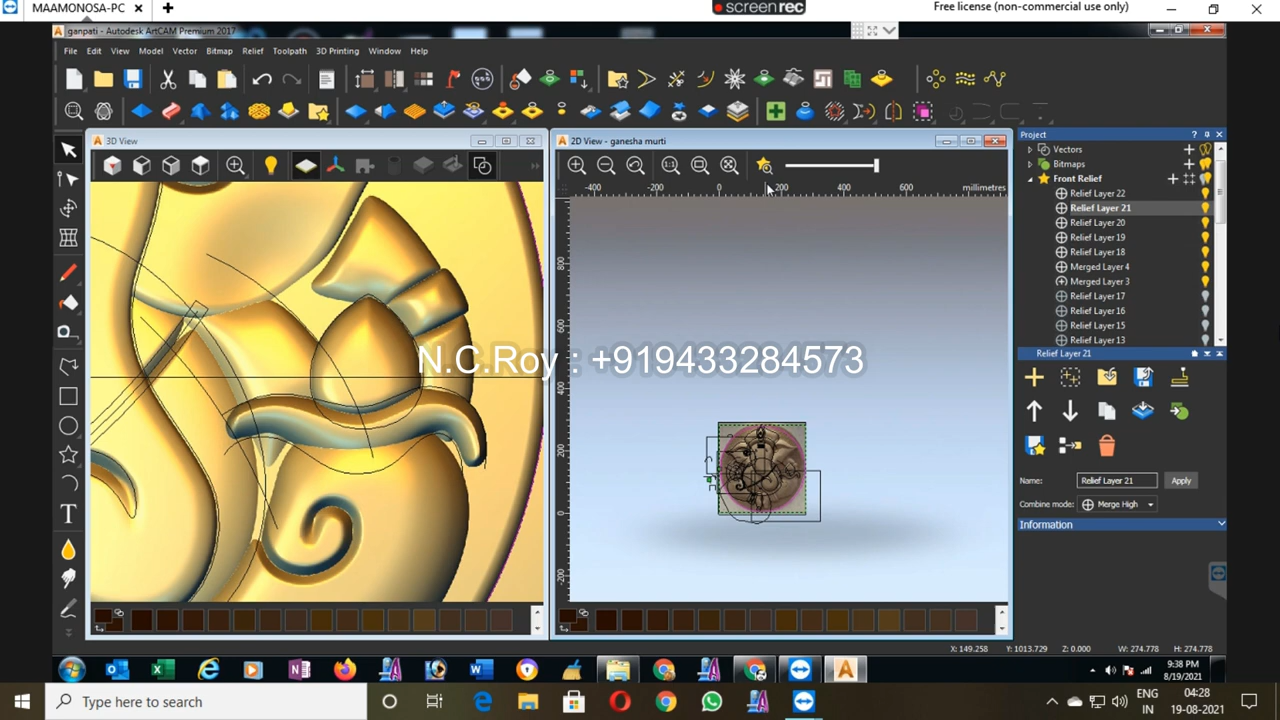 MAAMONOSA-PC
screenrec
Free license (non-commercial use only)
ganpati - Autodesk ArtCAM Premium 2017
File Edit View Model Vector Bitmap Relief Toolpath 3D Printing Window Help
3D View
2D View - ganesha murti
Project
Vectors
Bitmaps
Front Relief
Relief Layer 22
Relief Layer 21
Relief Layer 20
Relief Layer 19
Relief Layer 18
Merged Layer 4
Merged Layer 3
Relief Layer 17
Relief Layer 16
Relief Layer 15
Relief Layer 13
-400 -200 0 200 400 600 millimetres
800
600
400
200
0
-200
N.C.Roy : +919433284573
Relief Layer 21
Name: Relief Layer 21 Apply
Combine mode: Merge High
Information
X: 149.258 Y: 1013.729 Z: 0.000 W: 274.778 H: 274.778
9:38 PM
8/19/2021
Type here to search
ENG
IN
04:28
19-08-2021